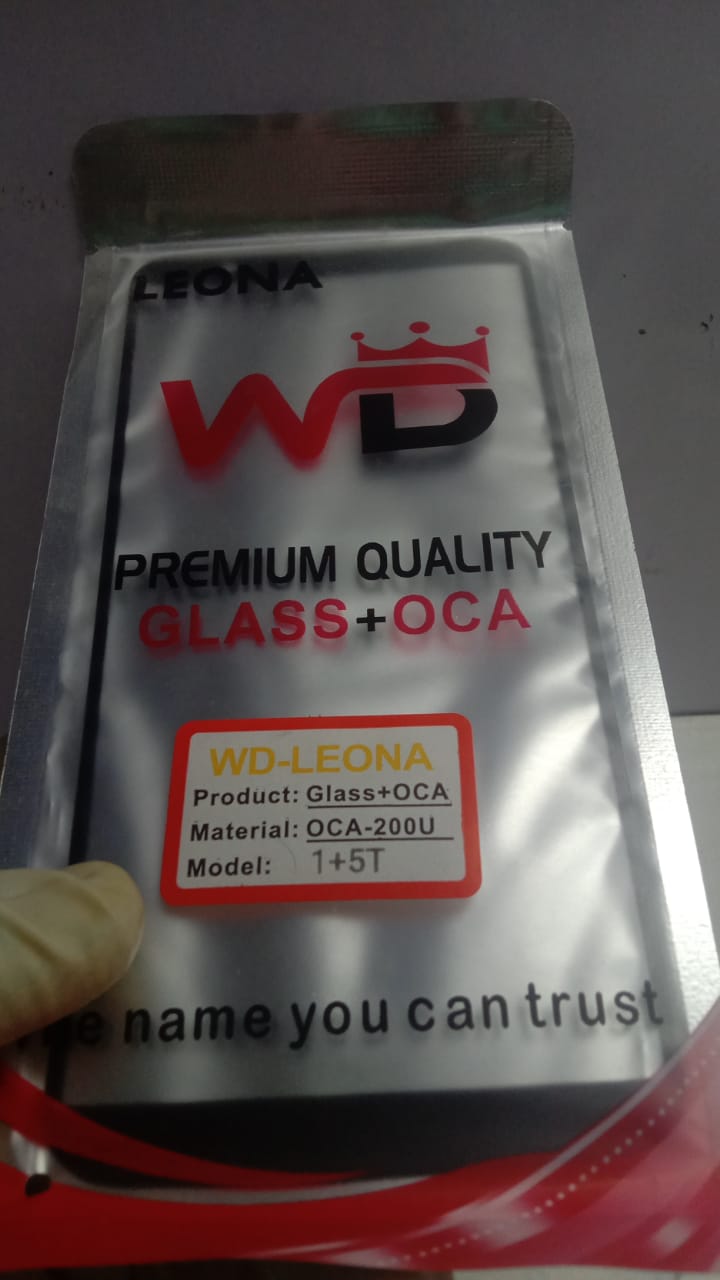 LEONA
WD
PREMIUM QUALITY
GLASS+OCA
WD-LEONA
Product: Glass+OCA
Material: OCA-200U
Model: 1+5T
name you can trust